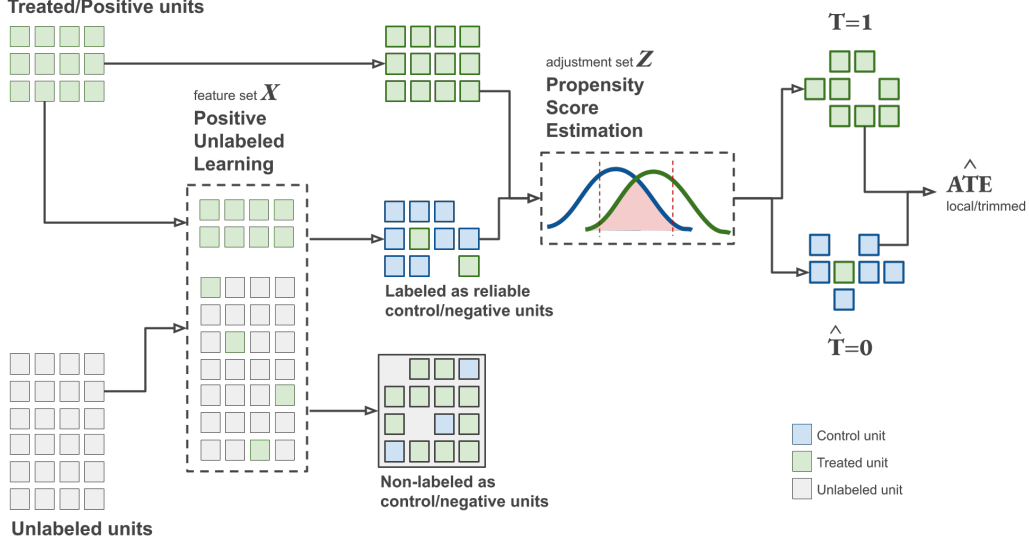 Treated/Positive units
feature set X
Positive
Unlabeled
Learning
adjustment set Z
Propensity
Score
Estimation
T=1
^
ATE
local/trimmed
Labeled as reliable
control/negative units
^
T=0
Non-labeled as
control/negative units
Control unit
Treated unit
Unlabeled unit
Unlabeled units